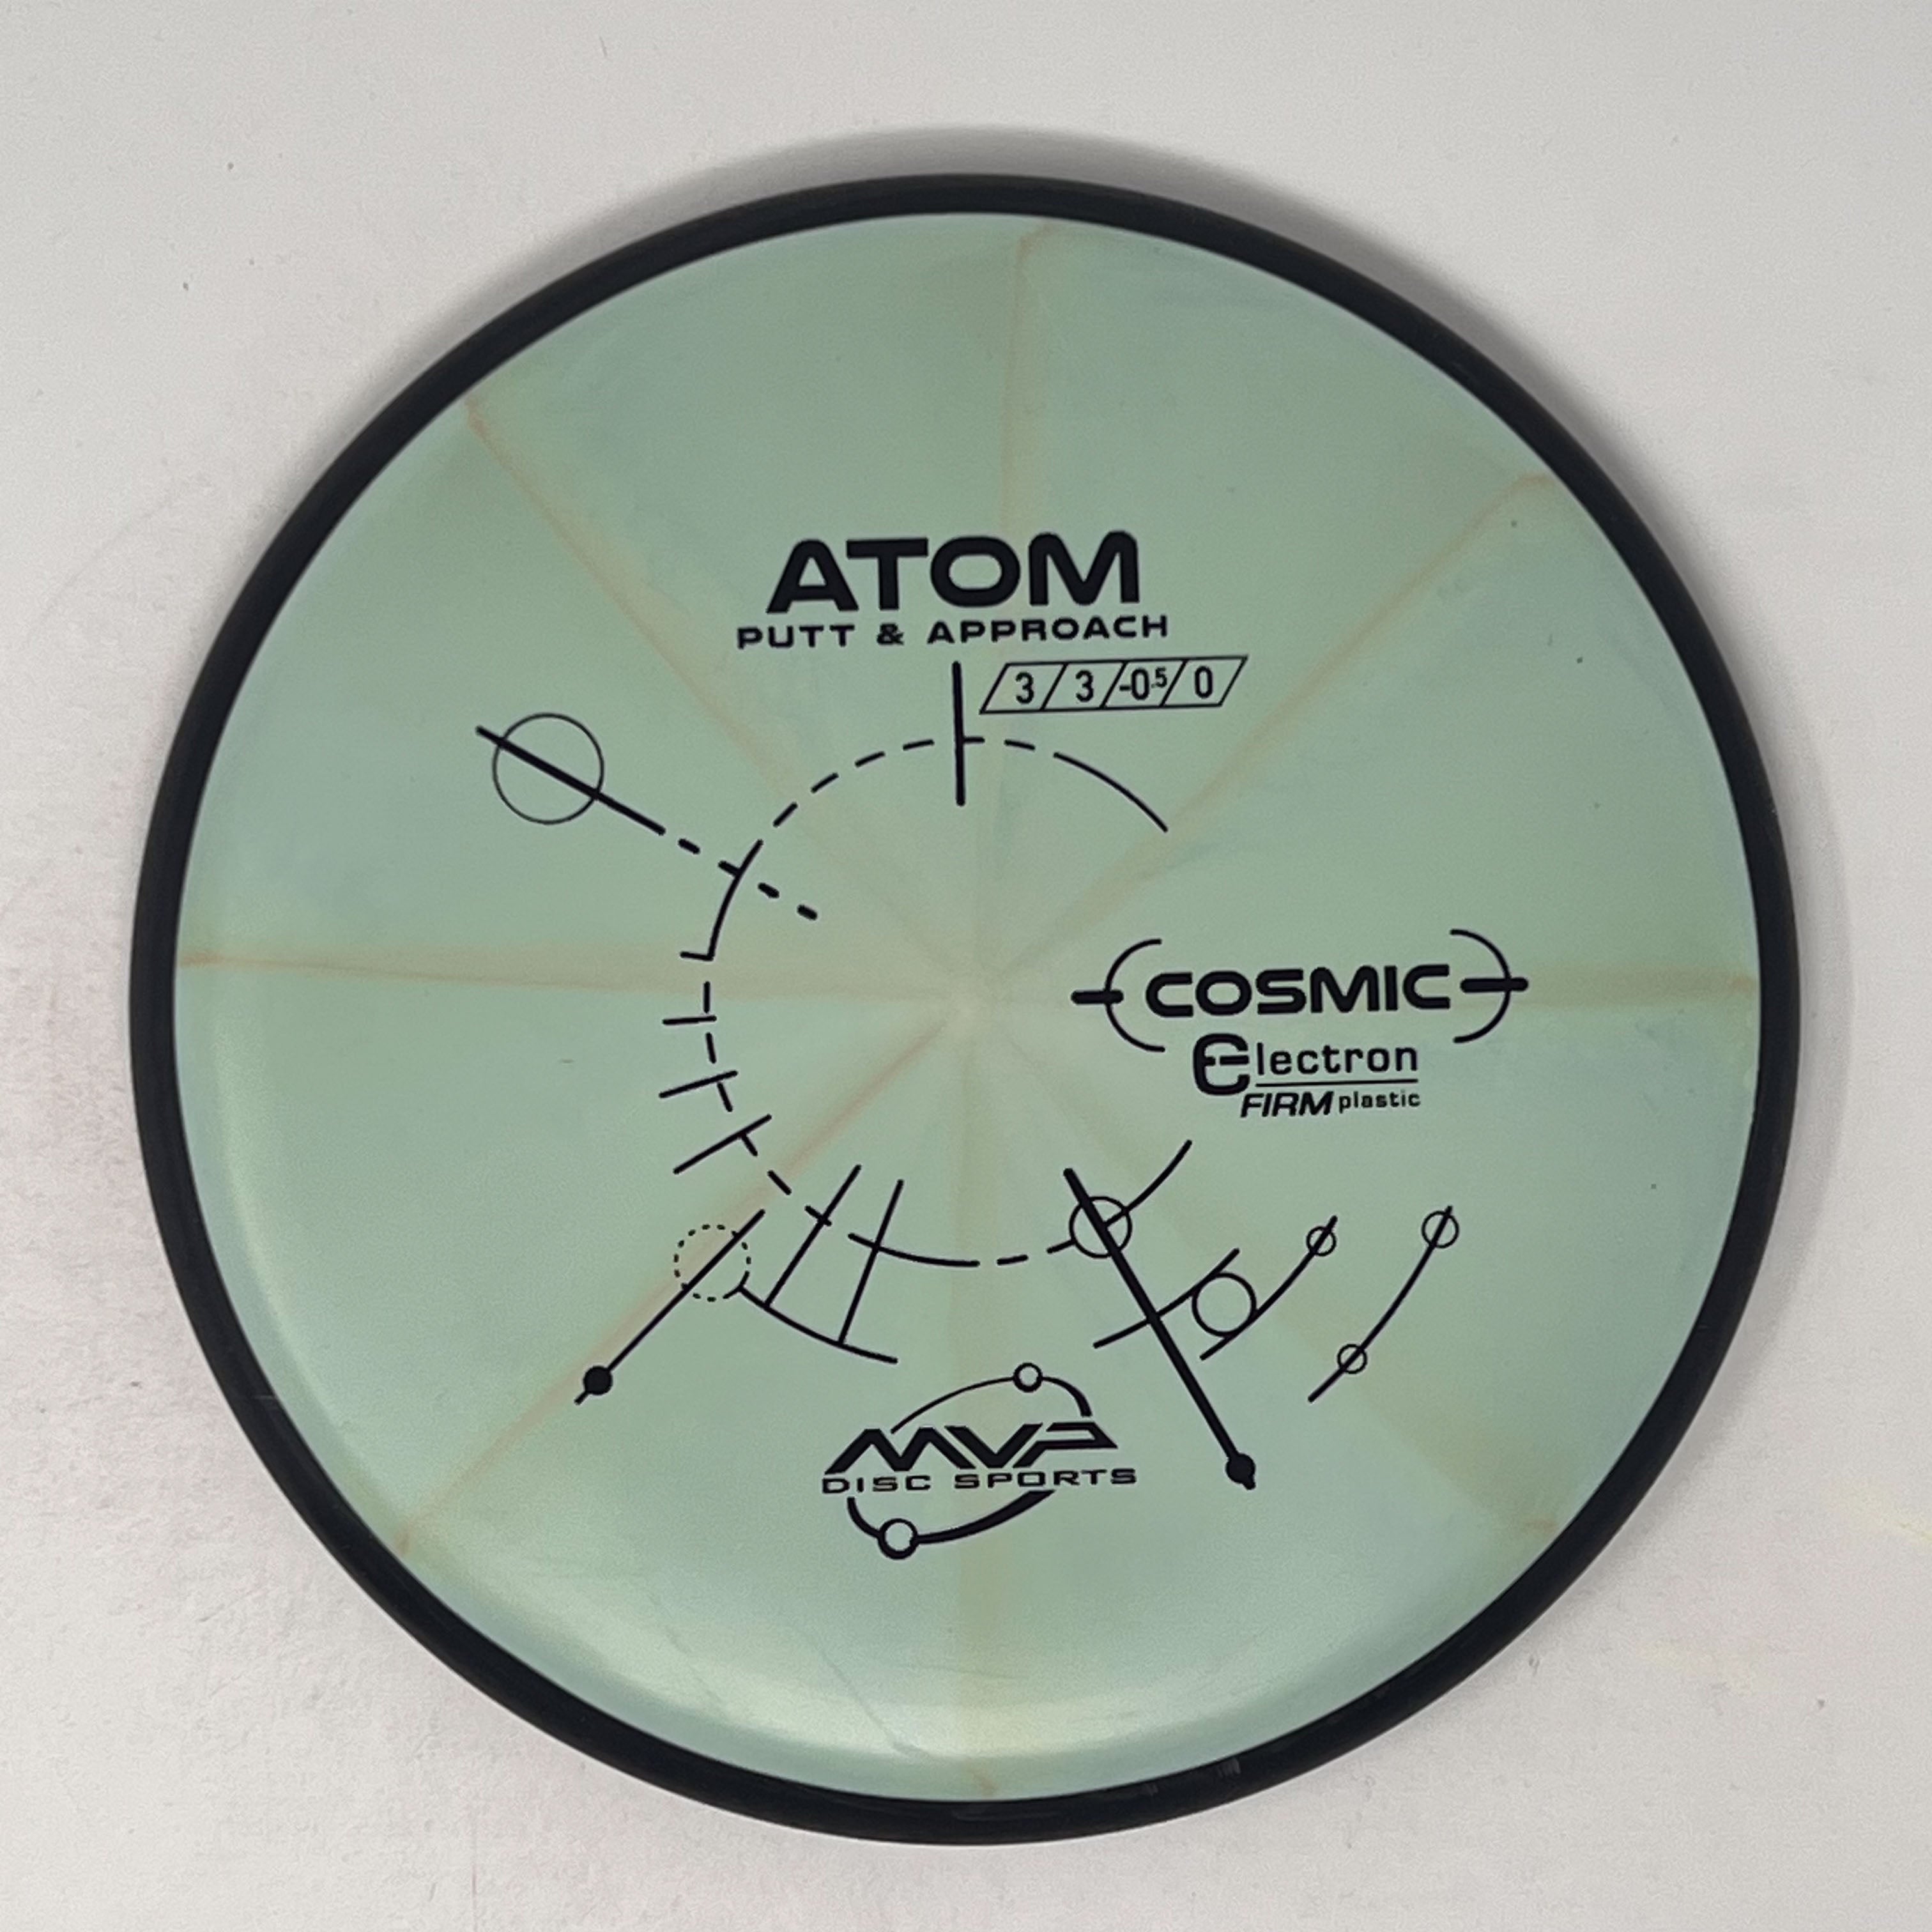 ATOM
PUTT & APPROACH
3 / 3 / -0.5 / 0
COSMIC
Electron
FIRM plastic
MVP
DISC SPORTS